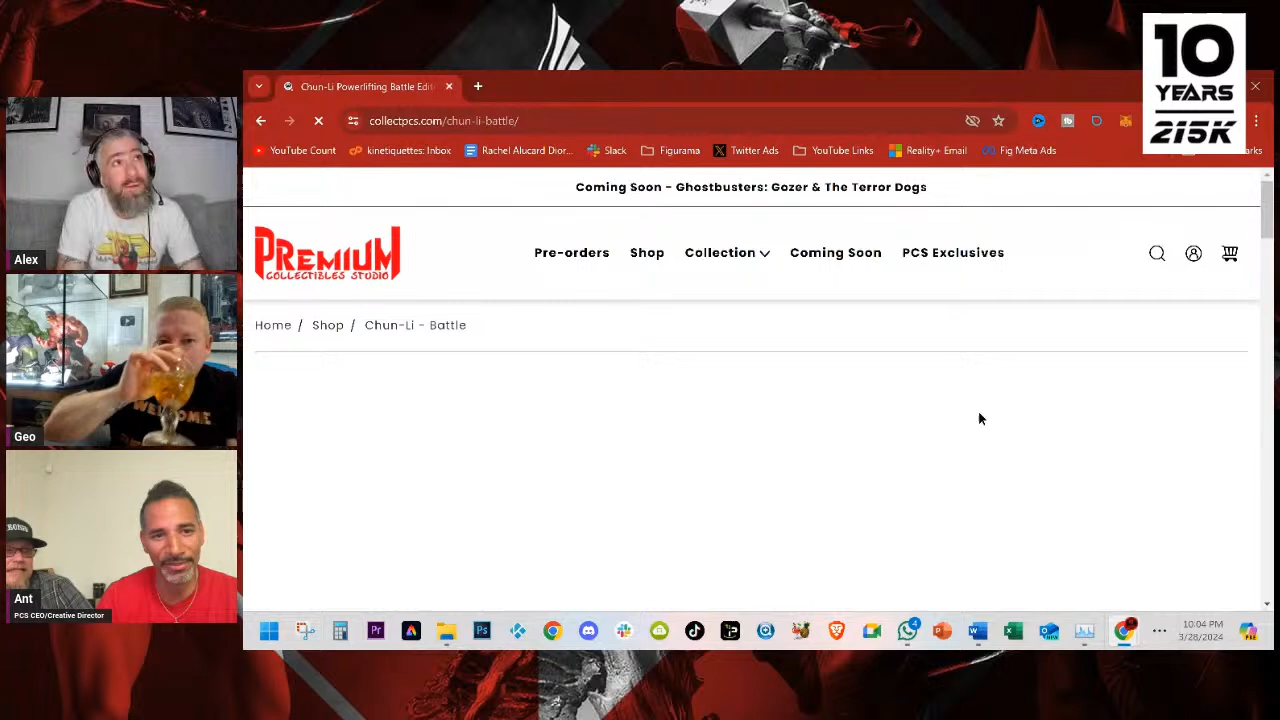 10
YEARS
215K
Chun-Li Powerlifting Battle Edit
collectpcs.com/chun-li-battle/
YouTube Count
kinetiquettes: Inbox
Rachel Alucard Dior...
Slack
Figurama
Twitter Ads
YouTube Links
Reality+ Email
Fig Meta Ads
Coming Soon - Ghostbusters: Gozer & The Terror Dogs
PREMIUM
COLLECTIBLES STUDIO
Pre-orders
Shop
Collection
Coming Soon
PCS Exclusives
Home / Shop / Chun-Li - Battle
Alex
Geo
Ant
PCS CEO/Creative Director
10:04 PM
3/28/2024
4